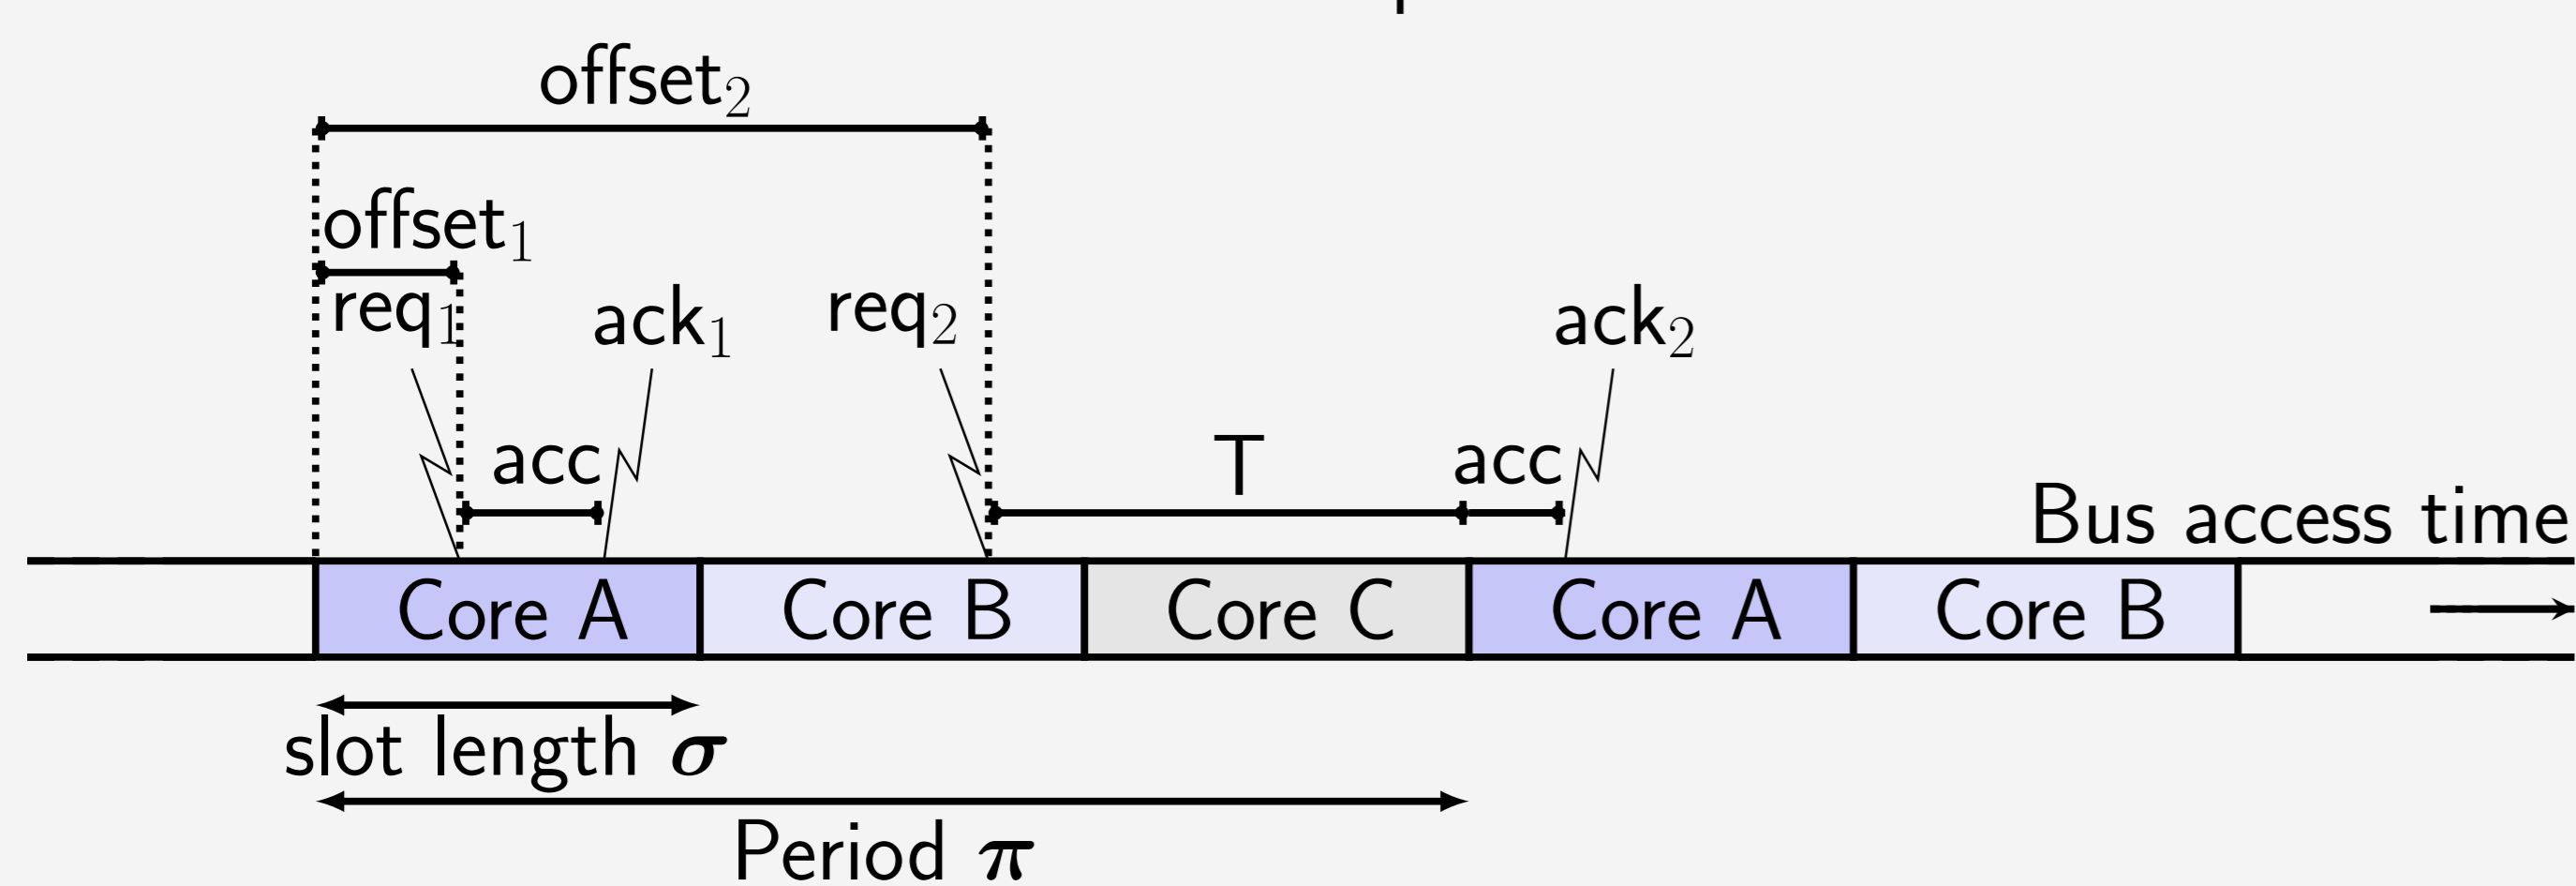 offset₂
offset₁
req₁
ack₁
req₂
ack₂
acc
T
acc
Bus access time
Core A
Core B
Core C
Core A
Core B
slot length σ
Period π